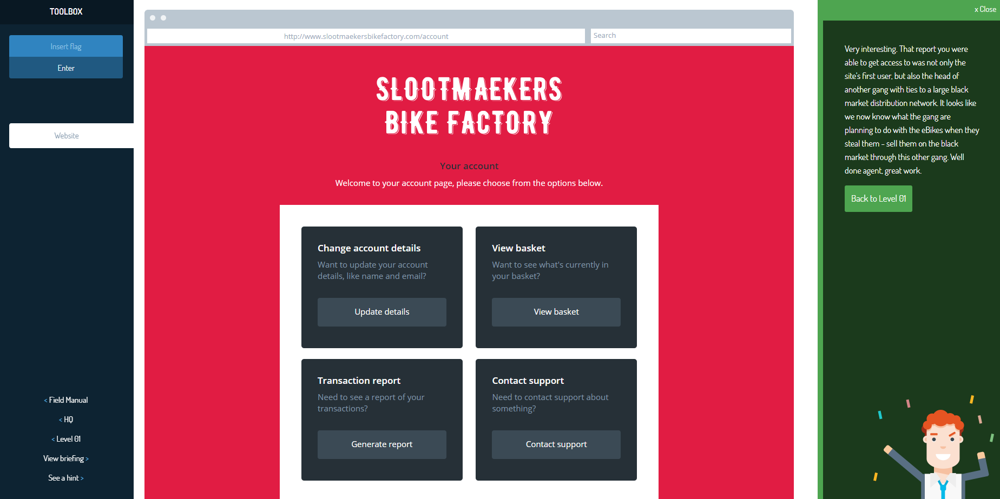 TOOLBOX
Insert flag
Enter
Website
< Field Manual
< HQ
< Level 01
View briefing >
See a hint >
http://www.slootmaekersbikefactory.com/account
Search
SLOOTMAEKERS
BIKE FACTORY
Your account
Welcome to your account page, please choose from the options below.
Change account details
Want to update your account
details, like name and email?
Update details
View basket
Want to see what's currently in
your basket?
View basket
Transaction report
Need to see a report of your
transactions?
Generate report
Contact support
Need to contact support about
something?
Contact support
x Close
Very interesting. That report you were
able to get access to was not only the
site's first user, but also the head of
another gang with ties to a large black
market distribution network. It looks like
we now know what the gang are
planning to do with the eBikes when they
steal them - sell them on the black
market through this other gang. Well
done agent, great work.
Back to Level 01